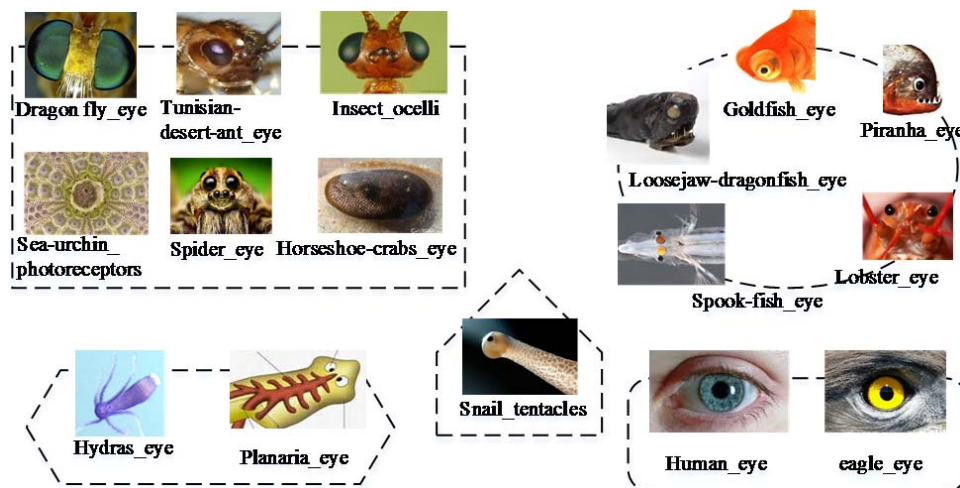 Dragon fly_eye
Tunisian-
desert-ant_eye
Insect_ocelli
Goldfish_eye
Piranha_eye
Loosejaw-dragonfish_eye
Sea-urchin_
photoreceptors
Spider_eye
Horseshoe-crabs_eye
Spook-fish_eye
Lobster_eye
Snail_tentacles
Hydras_eye
Planaria_eye
Human_eye
eagle_eye